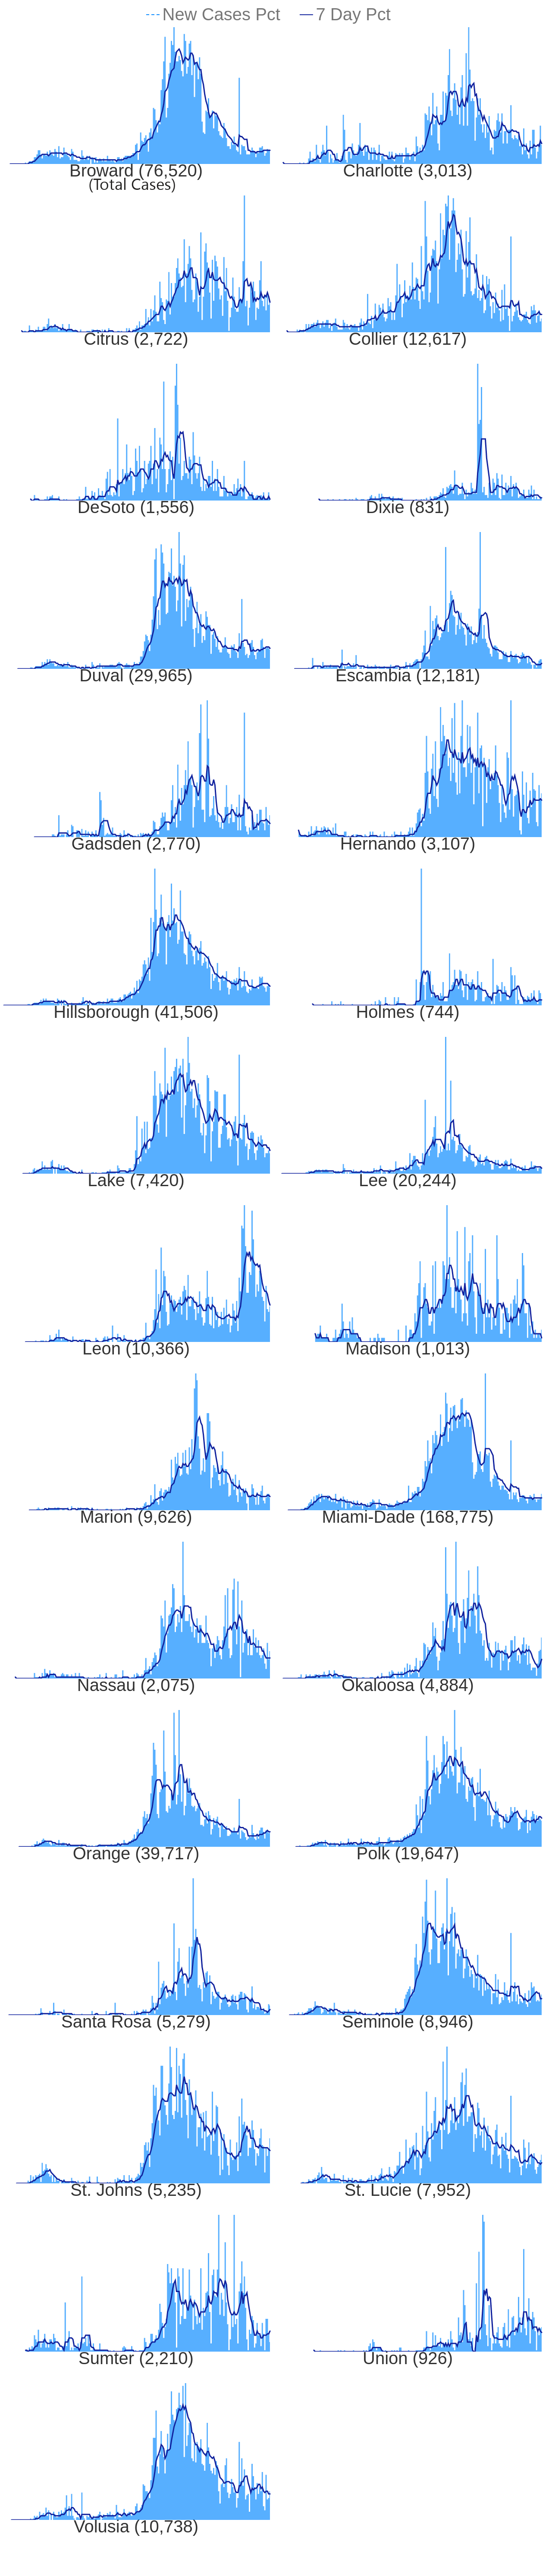 New Cases Pct 7 Day Pct
Broward (76,520) Charlotte (3,013)
(Total Cases)
Citrus (2,722) Collier (12,617)
DeSoto (1,556) Dixie (831)
Duval (29,965) Escambia (12,181)
Gadsden (2,770) Hernando (3,107)
Hillsborough (41,506) Holmes (744)
Lake (7,420) Lee (20,244)
Leon (10,366) Madison (1,013)
Marion (9,626) Miami-Dade (168,775)
Nassau (2,075) Okaloosa (4,884)
Orange (39,717) Polk (19,647)
Santa Rosa (5,279) Seminole (8,946)
St. Johns (5,235) St. Lucie (7,952)
Sumter (2,210) Union (926)
Volusia (10,738)